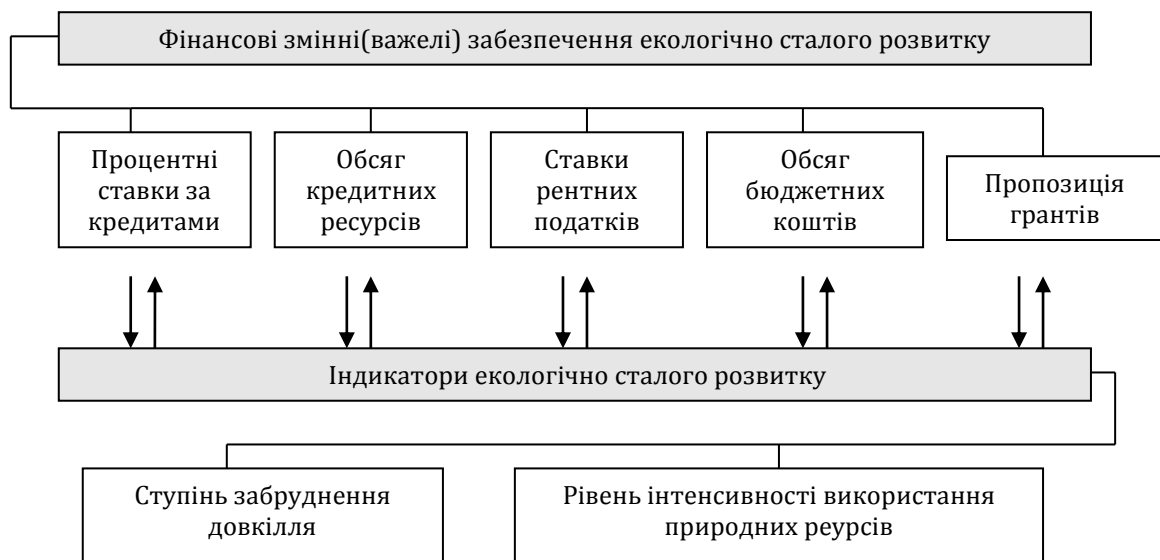 Фінансові змінні(важелі) забезпечення екологічно сталого розвитку
Процентні
ставки за
кредитами
Обсяг
кредитних
ресурсів
Ставки
рентних
податків
Обсяг
бюджетних
коштів
Пропозиція
грантів
Індикатори екологічно сталого розвитку
Ступінь забруднення
довкілля
Рівень інтенсивності використання
природних реурсів